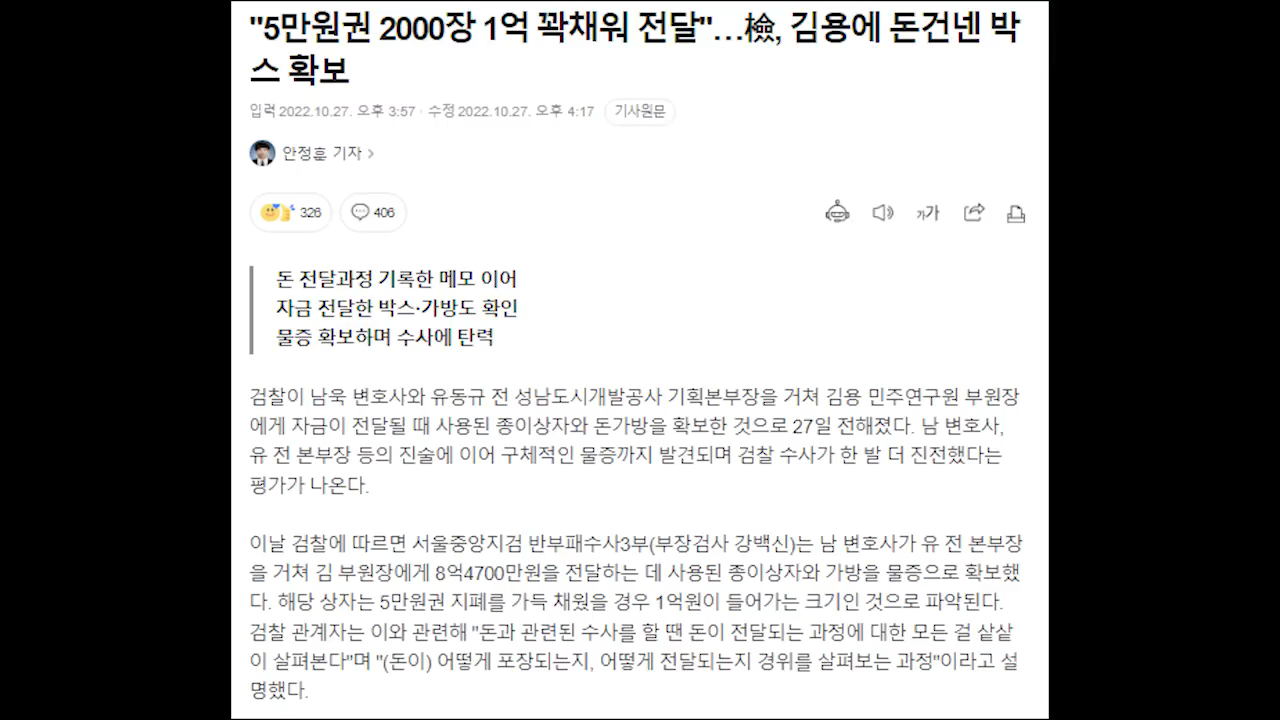 "5만원권 2000장 1억 꽉채워 전달"…檢, 김용에 돈건넨 박
스 확보
입력 2022.10.27. 오후 3:57 · 수정 2022.10.27. 오후 4:17 기사원문
안정훈 기자 >
326 406
가가
돈 전달과정 기록한 메모 이어
자금 전달한 박스·가방도 확인
물증 확보하며 수사에 탄력
검찰이 남욱 변호사와 유동규 전 성남도시개발공사 기획본부장을 거쳐 김용 민주연구원 부원장
에게 자금이 전달될 때 사용된 종이상자와 돈가방을 확보한 것으로 27일 전해졌다. 남 변호사,
유 전 본부장 등의 진술에 이어 구체적인 물증까지 발견되며 검찰 수사가 한 발 더 진전했다는
평가가 나온다.
이날 검찰에 따르면 서울중앙지검 반부패수사3부(부장검사 강백신)는 남 변호사가 유 전 본부장
을 거쳐 김 부원장에게 8억4700만원을 전달하는 데 사용된 종이상자와 가방을 물증으로 확보했
다. 해당 상자는 5만원권 지폐를 가득 채웠을 경우 1억원이 들어가는 크기인 것으로 파악된다.
검찰 관계자는 이와 관련해 "돈과 관련된 수사를 할 땐 돈이 전달되는 과정에 대한 모든 걸 샅샅
이 살펴본다"며 "(돈이) 어떻게 포장되는지, 어떻게 전달되는지 경위를 살펴보는 과정"이라고 설
명했다.